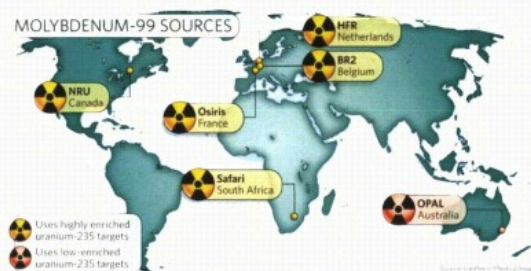 MOLYBDENUM-99 SOURCES
HFR
Netherlands
BR2
Belgium
NRU
Canada
Osiris
France
Safari
South Africa
OPAL
Australia
Uses highly enriched
uranium-235 targets
Uses low-enriched
uranium-235 targets